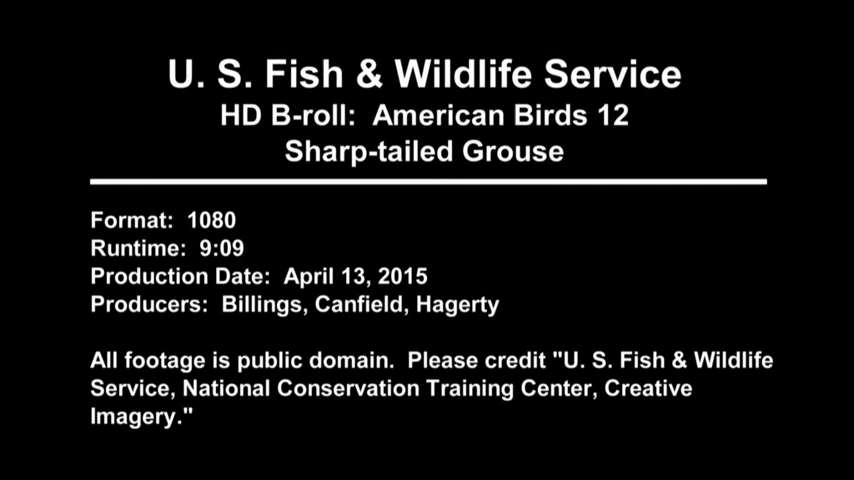 U. S. Fish & Wildlife Service
HD B-roll:  American Birds 12
Sharp-tailed Grouse
Format:  1080
Runtime:  9:09
Production Date:  April 13, 2015
Producers:  Billings, Canfield, Hagerty
All footage is public domain.  Please credit "U. S. Fish & Wildlife
Service, National Conservation Training Center, Creative
Imagery."